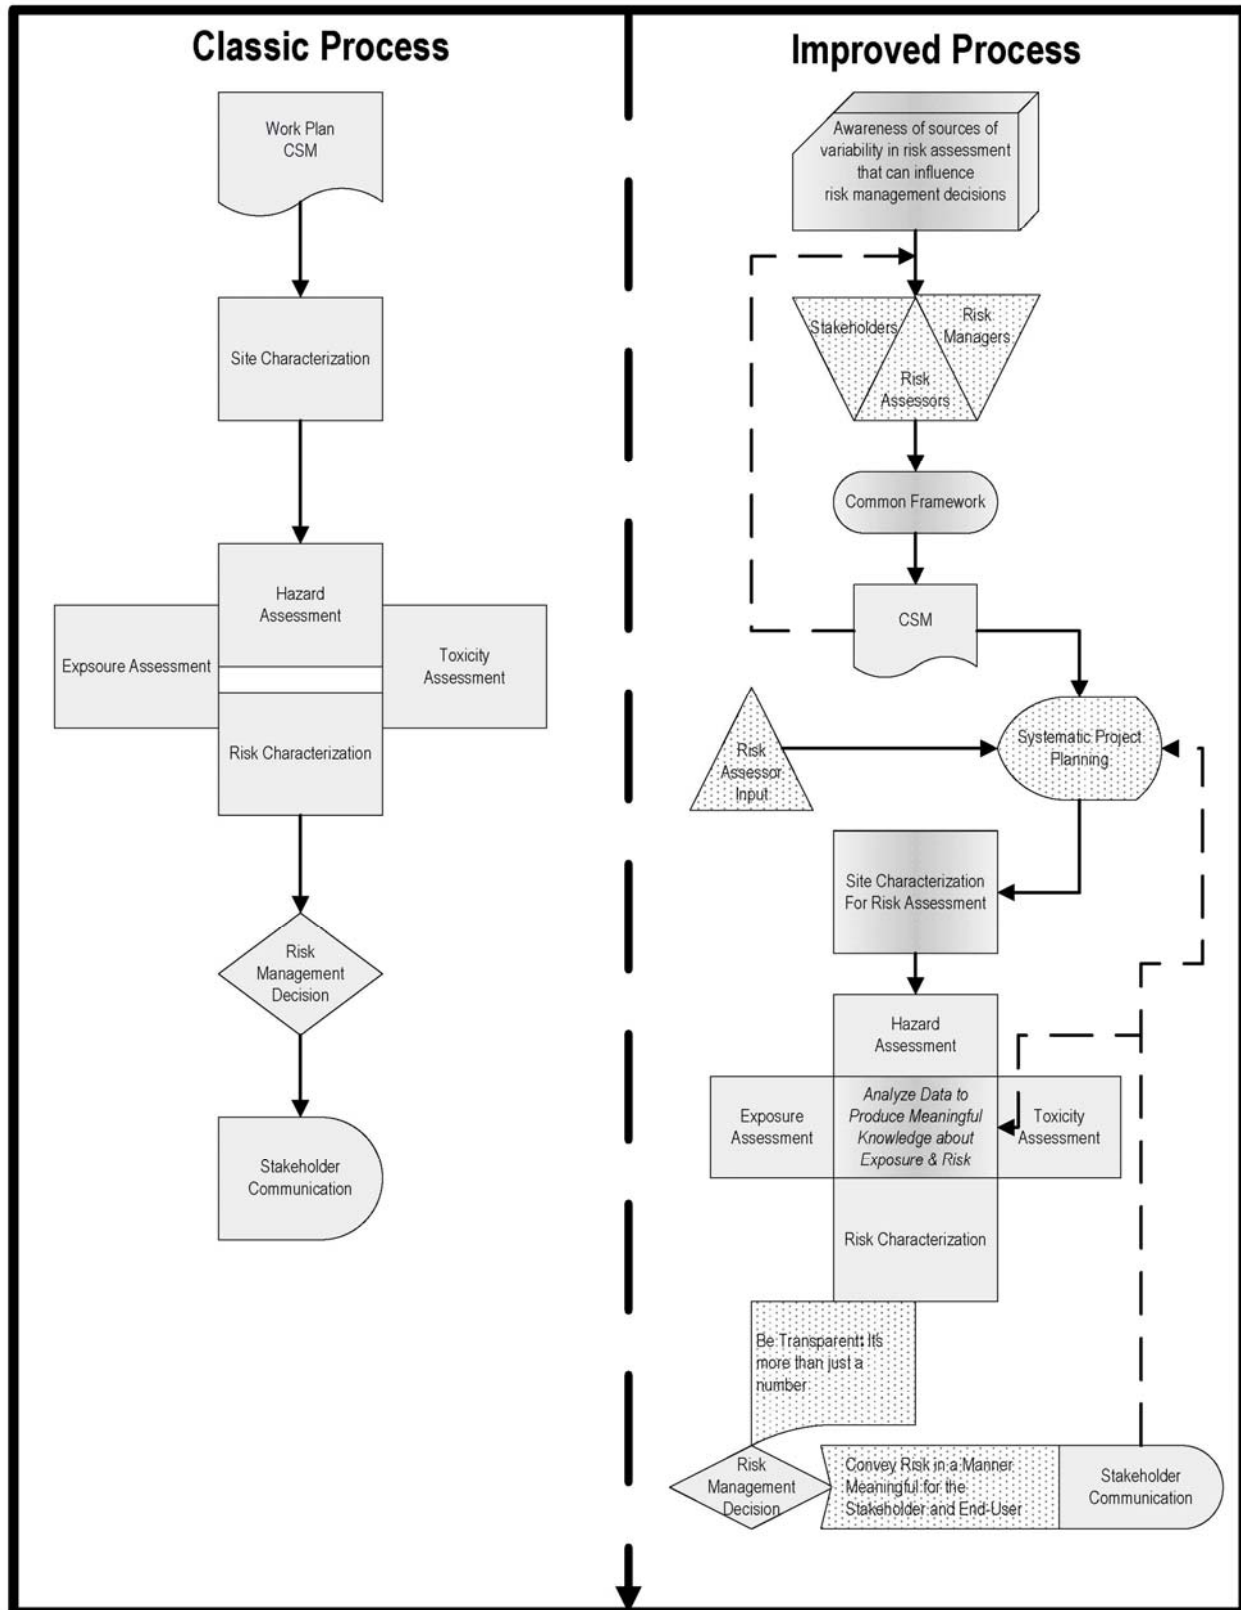 Classic Process
Work Plan
CSM
Site Characterization
Hazard
Assessment
Expsoure Assessment
Toxicity
Assessment
Risk Characterization
Risk
Management
Decision
Stakeholder
Communication
Improved Process
Awareness of sources of
variability in risk assessment
that can influence
risk management decisions
Stakeholders
Risk
Managers
Risk
Assessors
Common Framework
CSM
Systematic Project
Planning
Risk
Assessor
Input
Site Characterization
For Risk Assessment
Hazard
Assessment
Exposure
Assessment
Analyze Data to
Produce Meaningful
Knowledge about
Exposure & Risk
Toxicity
Assessment
Risk Characterization
Be Transparent: It's
more than just a
number
Risk
Management
Decision
Convey Risk in a Manner
Meaningful for the
Stakeholder and End-User
Stakeholder
Communication